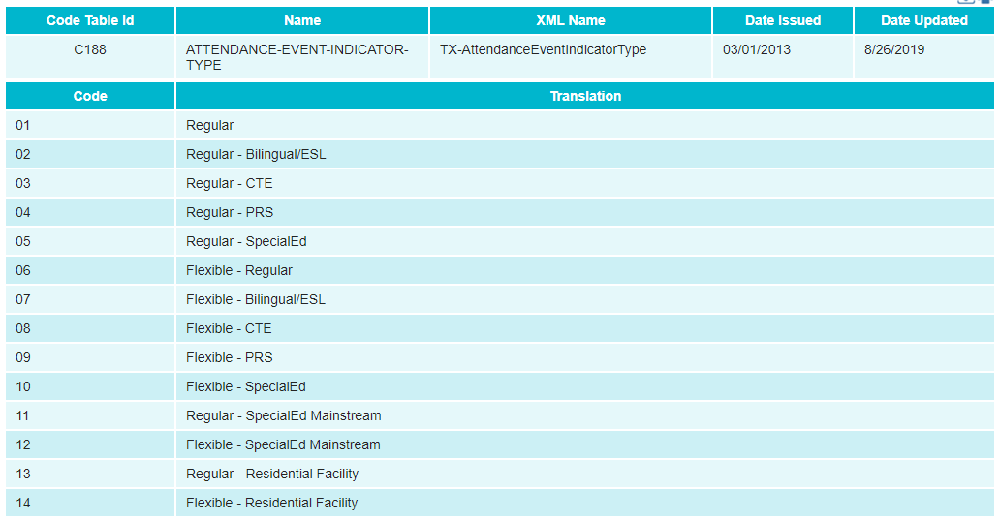 Code Table Id Name XML Name Date Issued Date Updated
C188 ATTENDANCE-EVENT-INDICATOR- TX-AttendanceEventIndicatorType 03/01/2013 8/26/2019
TYPE
Code Translation
01 Regular
02 Regular - Bilingual/ESL
03 Regular - CTE
04 Regular - PRS
05 Regular - SpecialEd
06 Flexible - Regular
07 Flexible - Bilingual/ESL
08 Flexible - CTE
09 Flexible - PRS
10 Flexible - SpecialEd
11 Regular - SpecialEd Mainstream
12 Flexible - SpecialEd Mainstream
13 Regular - Residential Facility
14 Flexible - Residential Facility